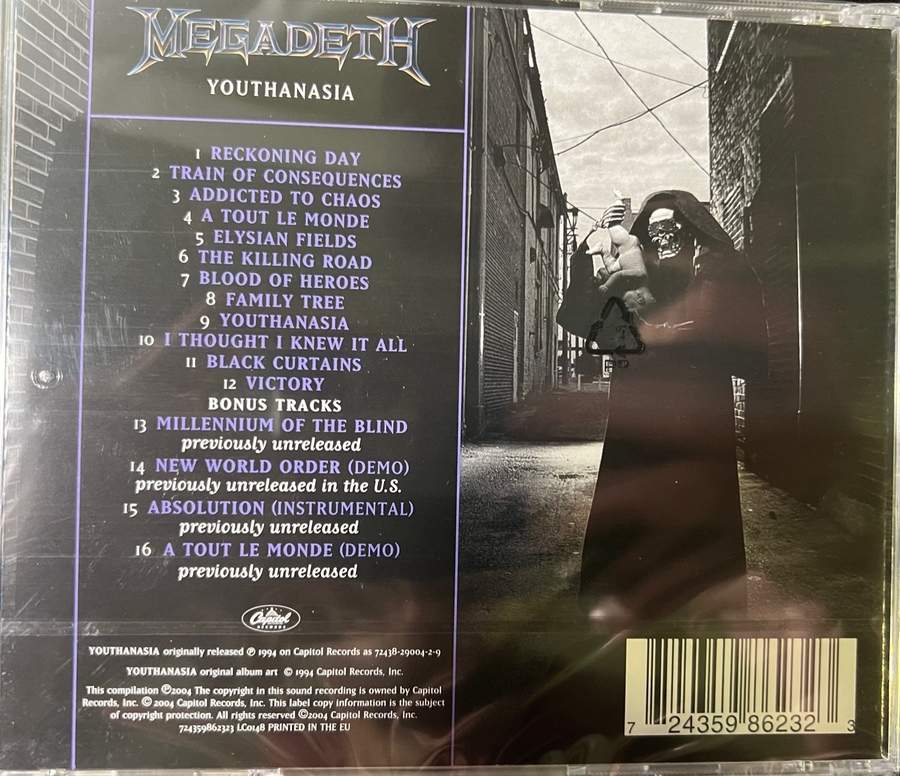 MEGADETH
YOUTHANASIA
1 RECKONING DAY
2 TRAIN OF CONSEQUENCES
3 ADDICTED TO CHAOS
4 A TOUT LE MONDE
5 ELYSIAN FIELDS
6 THE KILLING ROAD
7 BLOOD OF HEROES
8 FAMILY TREE
9 YOUTHANASIA
10 I THOUGHT I KNEW IT ALL
11 BLACK CURTAINS
12 VICTORY
BONUS TRACKS
13 MILLENNIUM OF THE BLIND
previously unreleased
14 NEW WORLD ORDER (DEMO)
previously unreleased in the U.S.
15 ABSOLUTION (INSTRUMENTAL)
previously unreleased
16 A TOUT LE MONDE (DEMO)
previously unreleased
Capitol
RECORDS
YOUTHANASIA originally released ℗ 1994 on Capitol Records as 72438-29004-2-9
YOUTHANASIA original album art © 1994 Capitol Records, Inc.
This compilation ℗2004 The copyright in this sound recording is owned by Capitol
Records, Inc. © 2004 Capitol Records, Inc. This label copy information is the subject
of copyright protection. All rights reserved ©2004 Capitol Records, Inc.
724359862323 LC0148 PRINTED IN THE EU
7 24359 86232 3